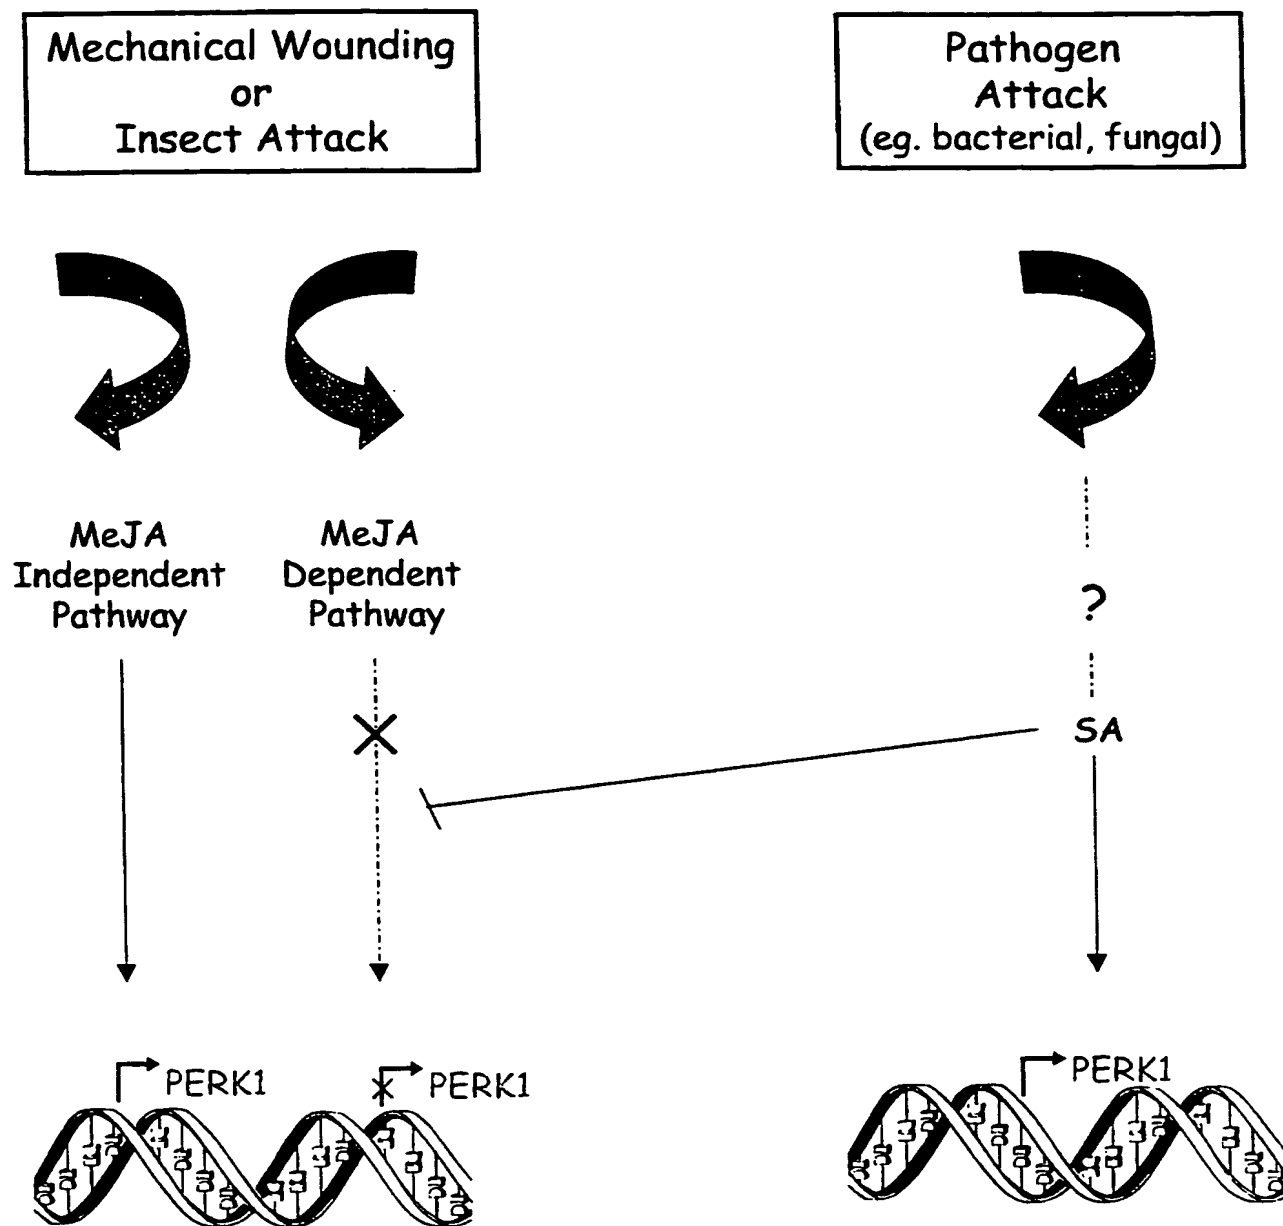 Mechanical Wounding
or
Insect Attack
Pathogen
Attack
(eg. bacterial, fungal)
MeJA
Independent
Pathway
MeJA
Dependent
Pathway
?
SA
PERK1
PERK1
PERK1